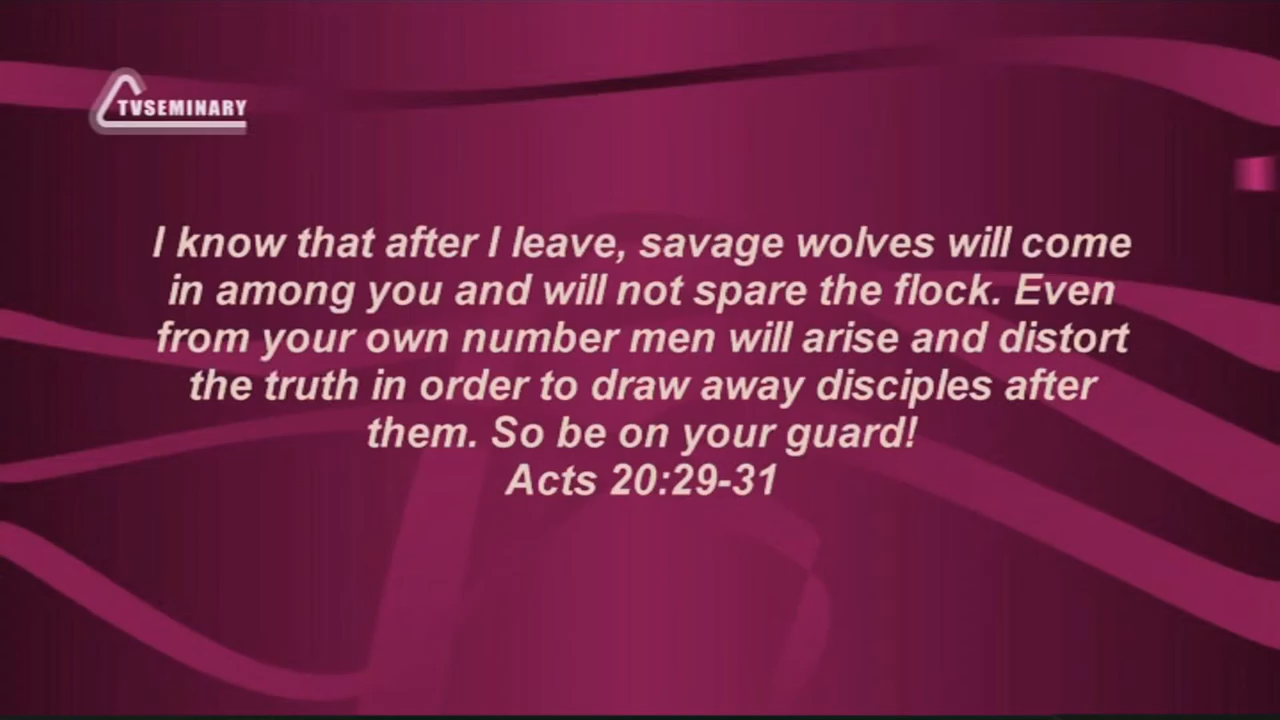 TVSEMINARY
I know that after I leave, savage wolves will come
in among you and will not spare the flock. Even
from your own number men will arise and distort
the truth in order to draw away disciples after
them. So be on your guard!
Acts 20:29-31